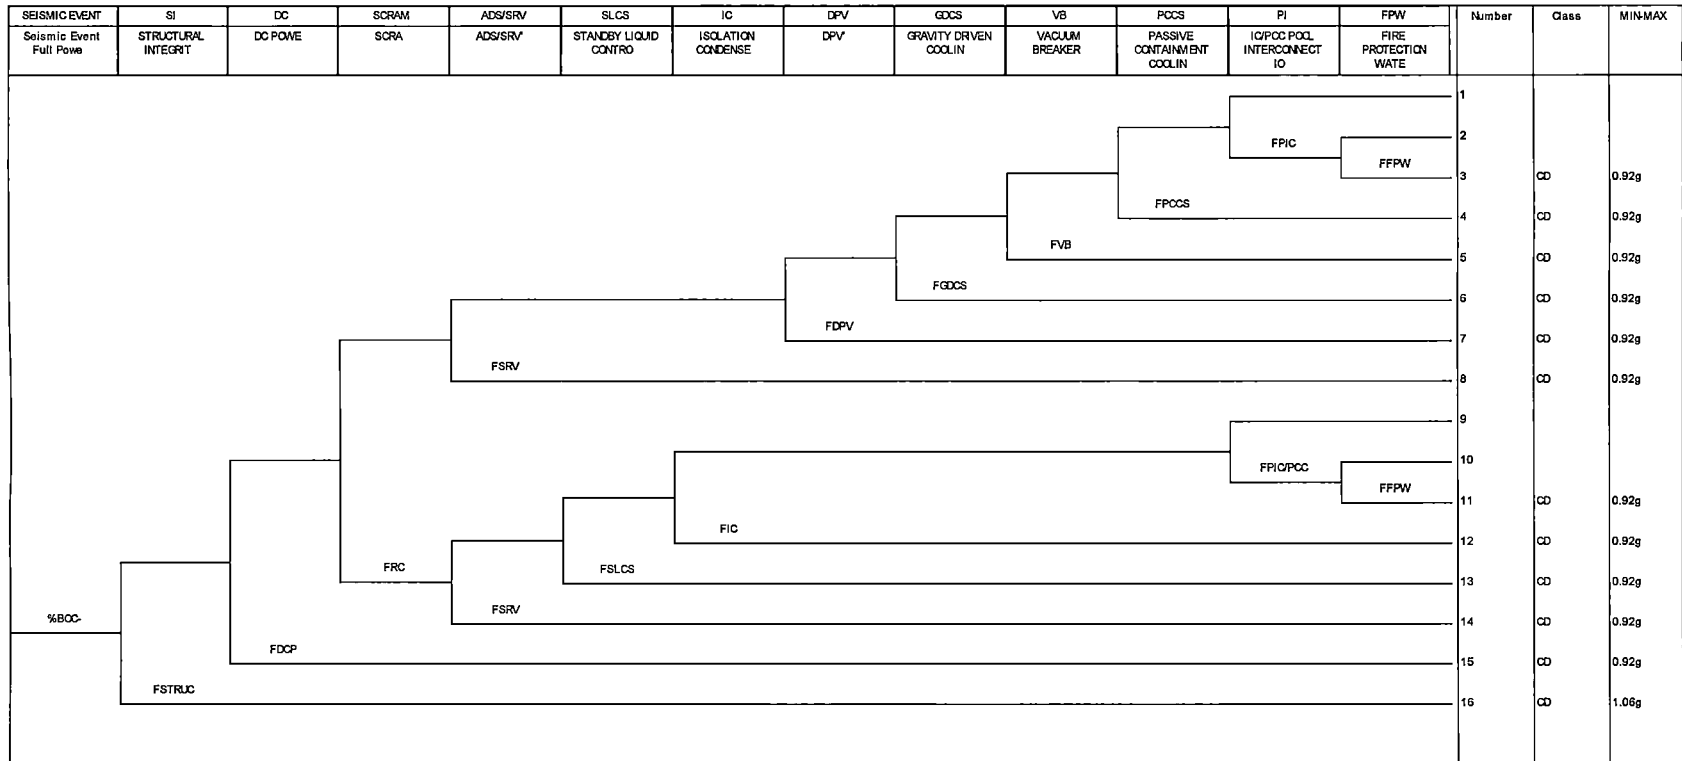 SEISMIC EVENT SI DC SCRAM ADS/SRV SLCS IC DPV GDCS VB PCCS PI FPW Number Class MIN-MAX
Seismic Event STRUCTURAL DC POWE SCRA ADS/SRV' STANDBY LIQUID ISOLATION DPV' GRAVITY DRIVEN VACUUM PASSIVE IC/PCC POOL FIRE
Full Powe INTEGRIT CONTRO CONDENSE COOLIN BREAKER CONTAINMENT INTERCONNECT PROTECTION
COOLIN IO WATE
1
2
FPIC
FFPW
3 CD 0.92g
FPCCS
4 CD 0.92g
FVB
5 CD 0.92g
FGDCS
6 CD 0.92g
FDPV
7 CD 0.92g
FSRV
8 CD 0.92g
9
10
FPIC/PCC
FFPW
11 CD 0.92g
FIC
12 CD 0.92g
FRC FSLCS
13 CD 0.92g
FSRV
%BOC-
14 CD 0.92g
FDCP
15 CD 0.92g
FSTRUC
16 CD 1.06g